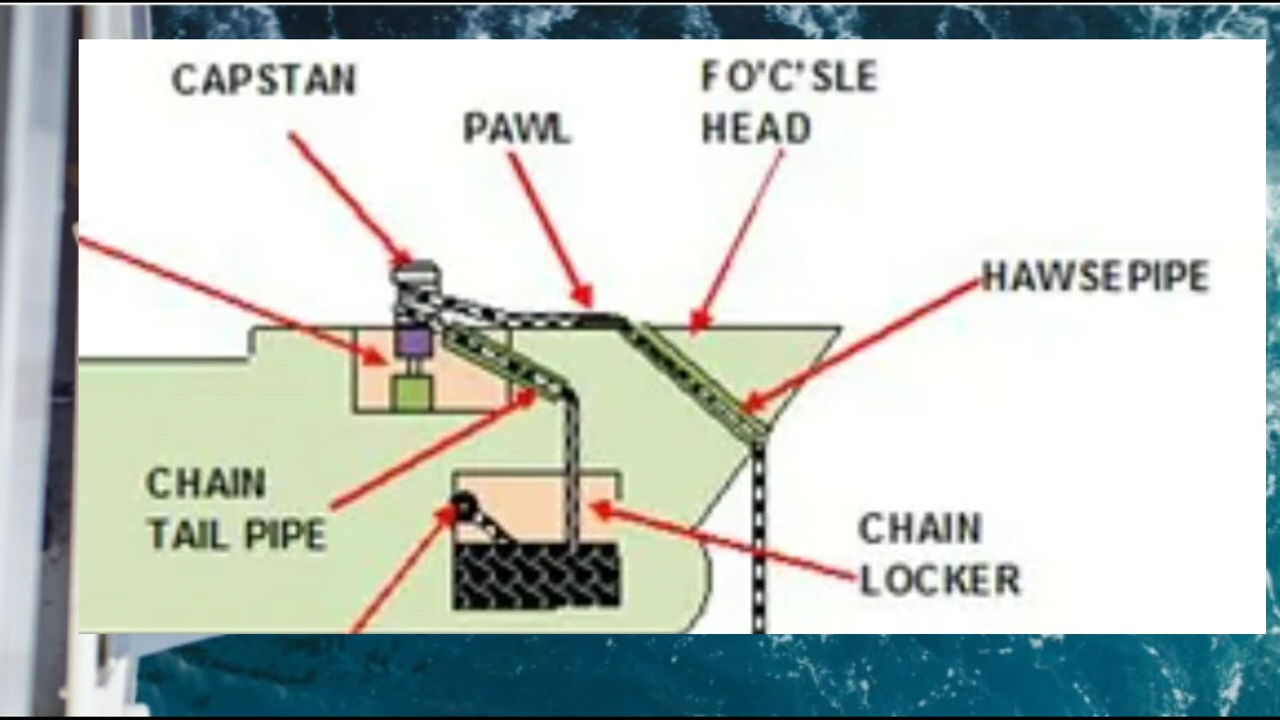 CAPSTAN
PAWL
FO'C'SLE
HEAD
HAWSEPIPE
CHAIN
TAIL PIPE
CHAIN
LOCKER